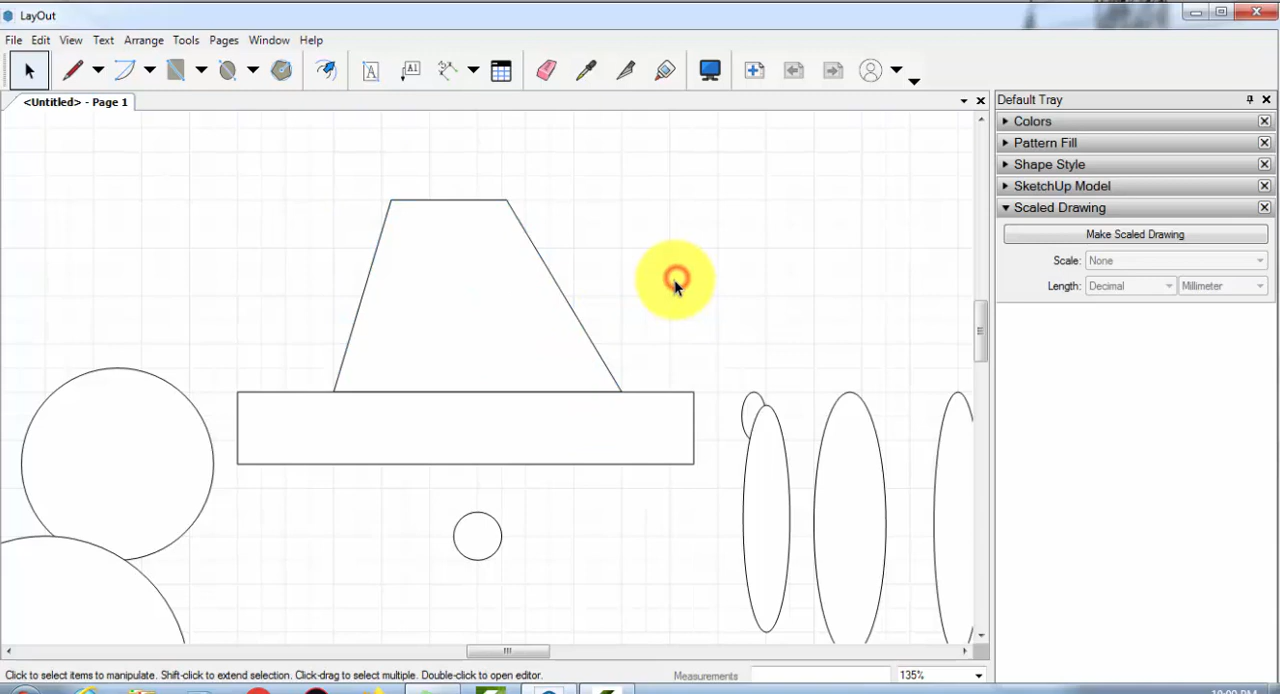 LayOut
File Edit View Text Arrange Tools Pages Window Help
A A1
<Untitled> - Page 1
Default Tray
Colors
Pattern Fill
Shape Style
SketchUp Model
Scaled Drawing
Make Scaled Drawing
Scale: None
Length: Decimal Millimeter
Click to select items to manipulate. Shift-click to extend selection. Click-drag to select multiple. Double-click to open editor. Measurements 135%